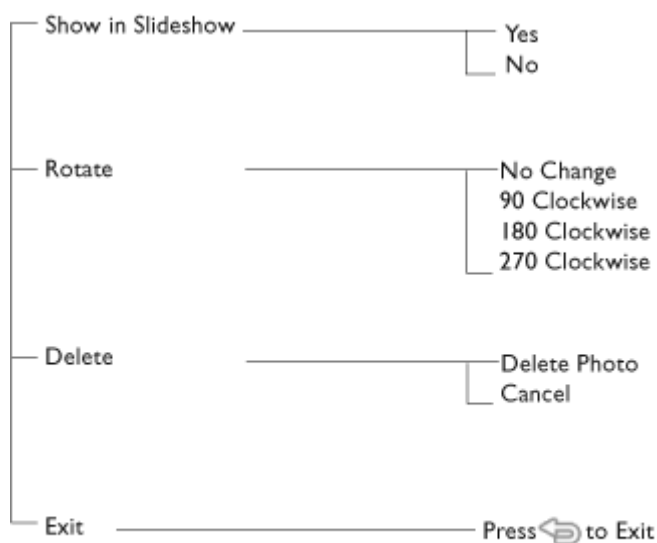 Show in Slideshow
Yes
No
Rotate
No Change
90 Clockwise
180 Clockwise
270 Clockwise
Delete
Delete Photo
Cancel
Exit
Press to Exit